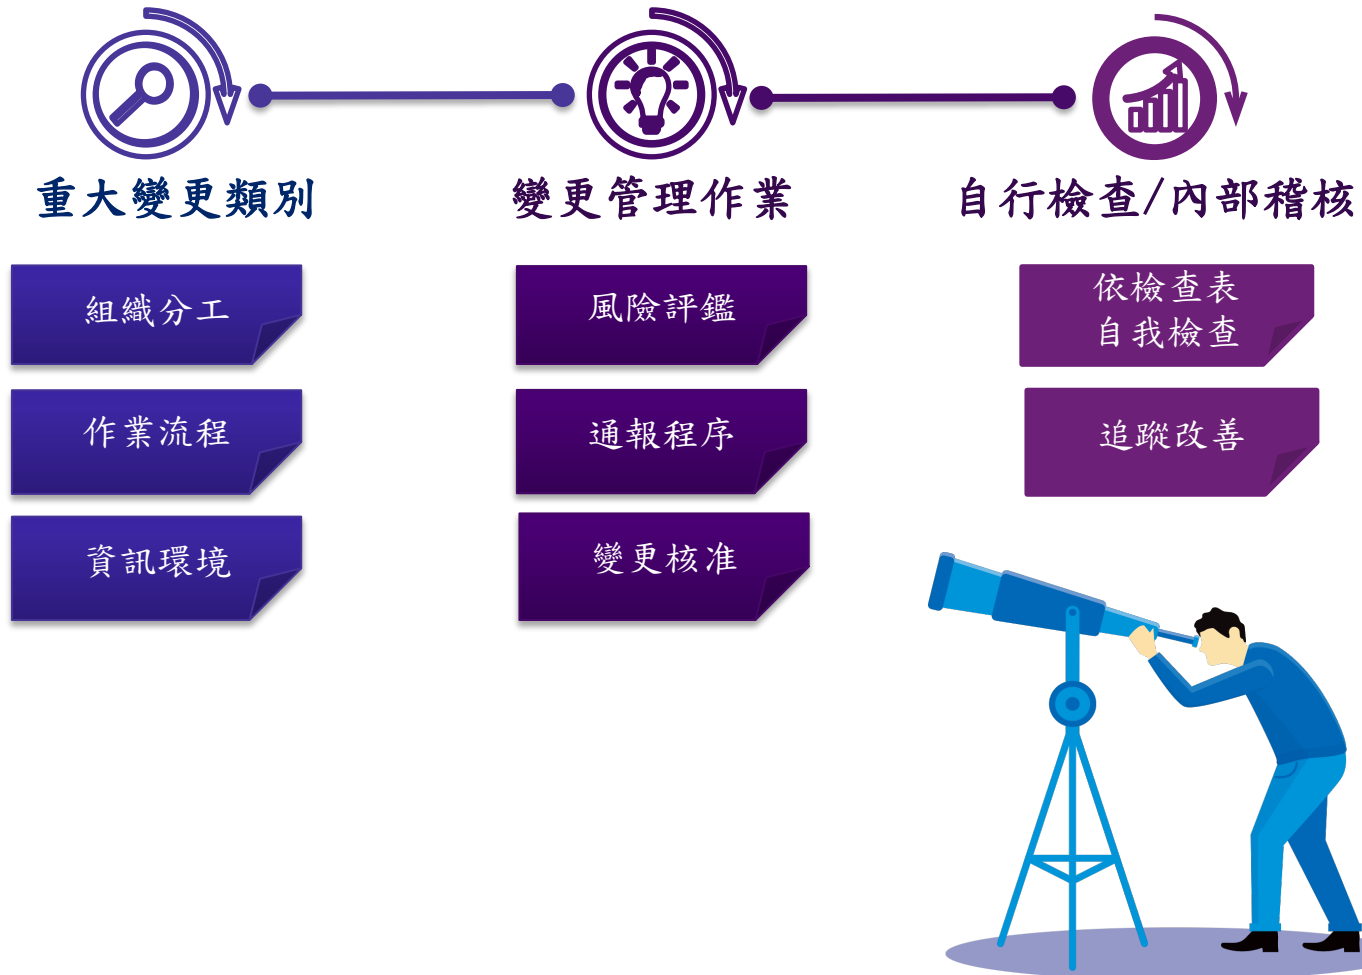 重大變更類別
組織分工
作業流程
資訊環境
變更管理作業
風險評鑑
通報程序
變更核准
自行檢查/內部稽核
依檢查表
自我檢查
追蹤改善